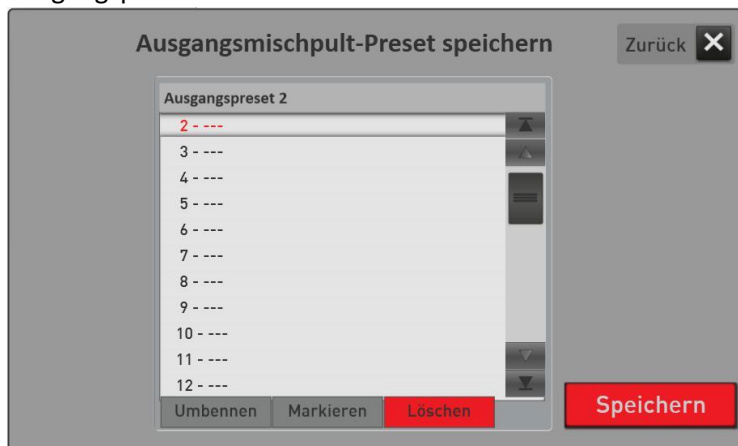 Ausgangsmischpult-Preset speichern
Zurück
Ausgangspreset 2
2 - ---
3 - ---
4 - ---
5 - ---
6 - ---
7 - ---
8 - ---
9 - ---
10 - ---
11 - ---
12 - ---
Umbennen Markieren Löschen
Speichern